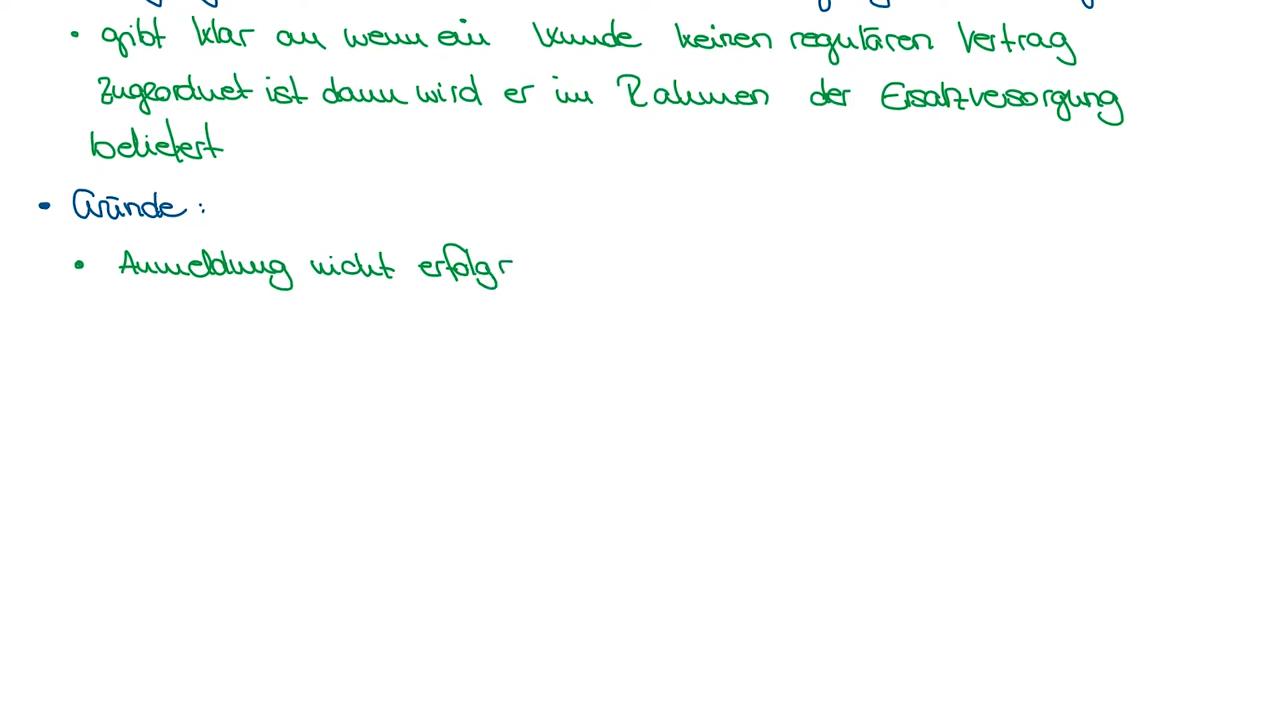 • gibt klar an wenn ein Kunde keinen regulären Vertrag
zugeordnet ist dann wird er im Rahmen der Ersatzversorgung
beliefert
• Gründe:
• Anmeldung nicht erfolgr